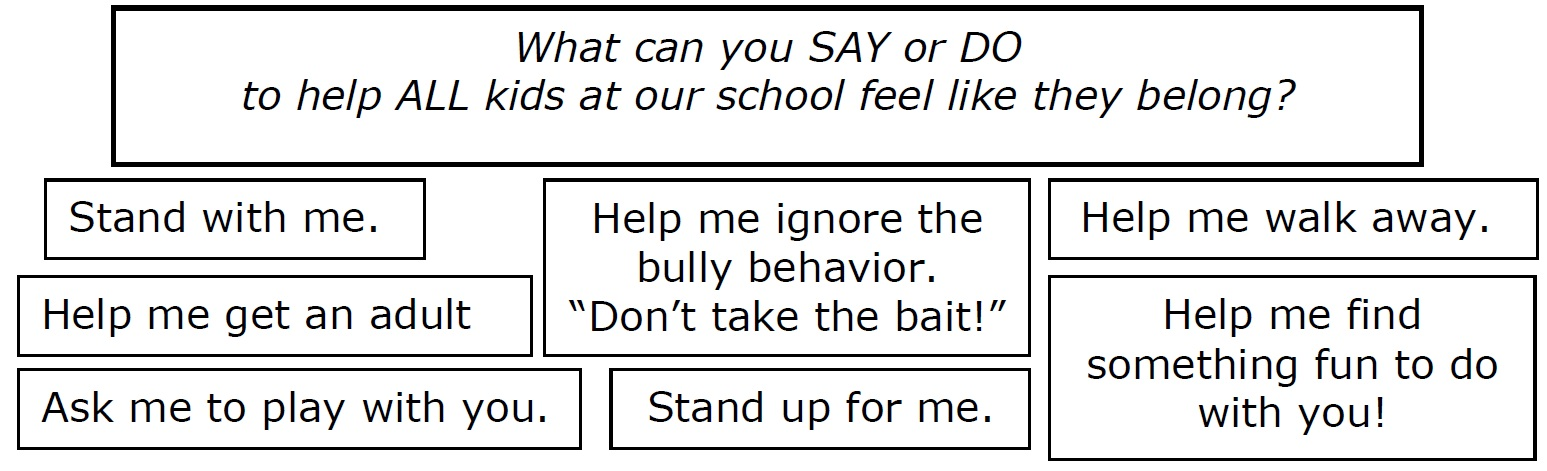 What can you SAY or DO
to help ALL kids at our school feel like they belong?
Stand with me.
Help me ignore the
bully behavior.
“Don’t take the bait!”
Help me walk away.
Help me get an adult
Help me find
something fun to do
with you!
Ask me to play with you.
Stand up for me.